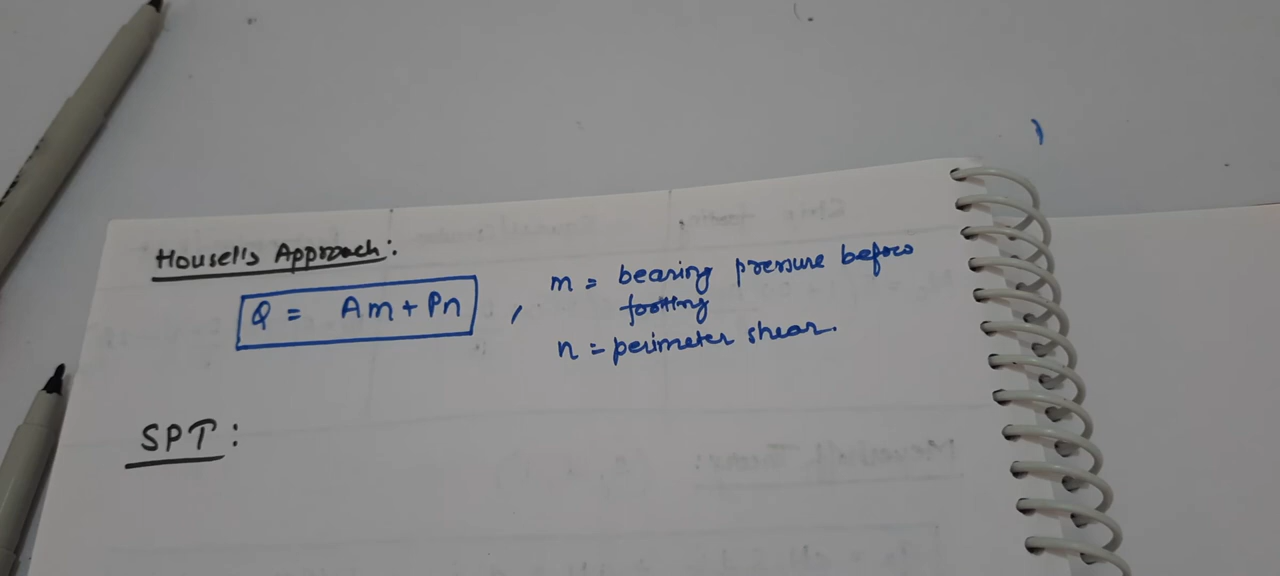 Housel's Approach:
Q = Am + Pn , m = bearing pressure before
footing
n = perimeter shear.
SPT: